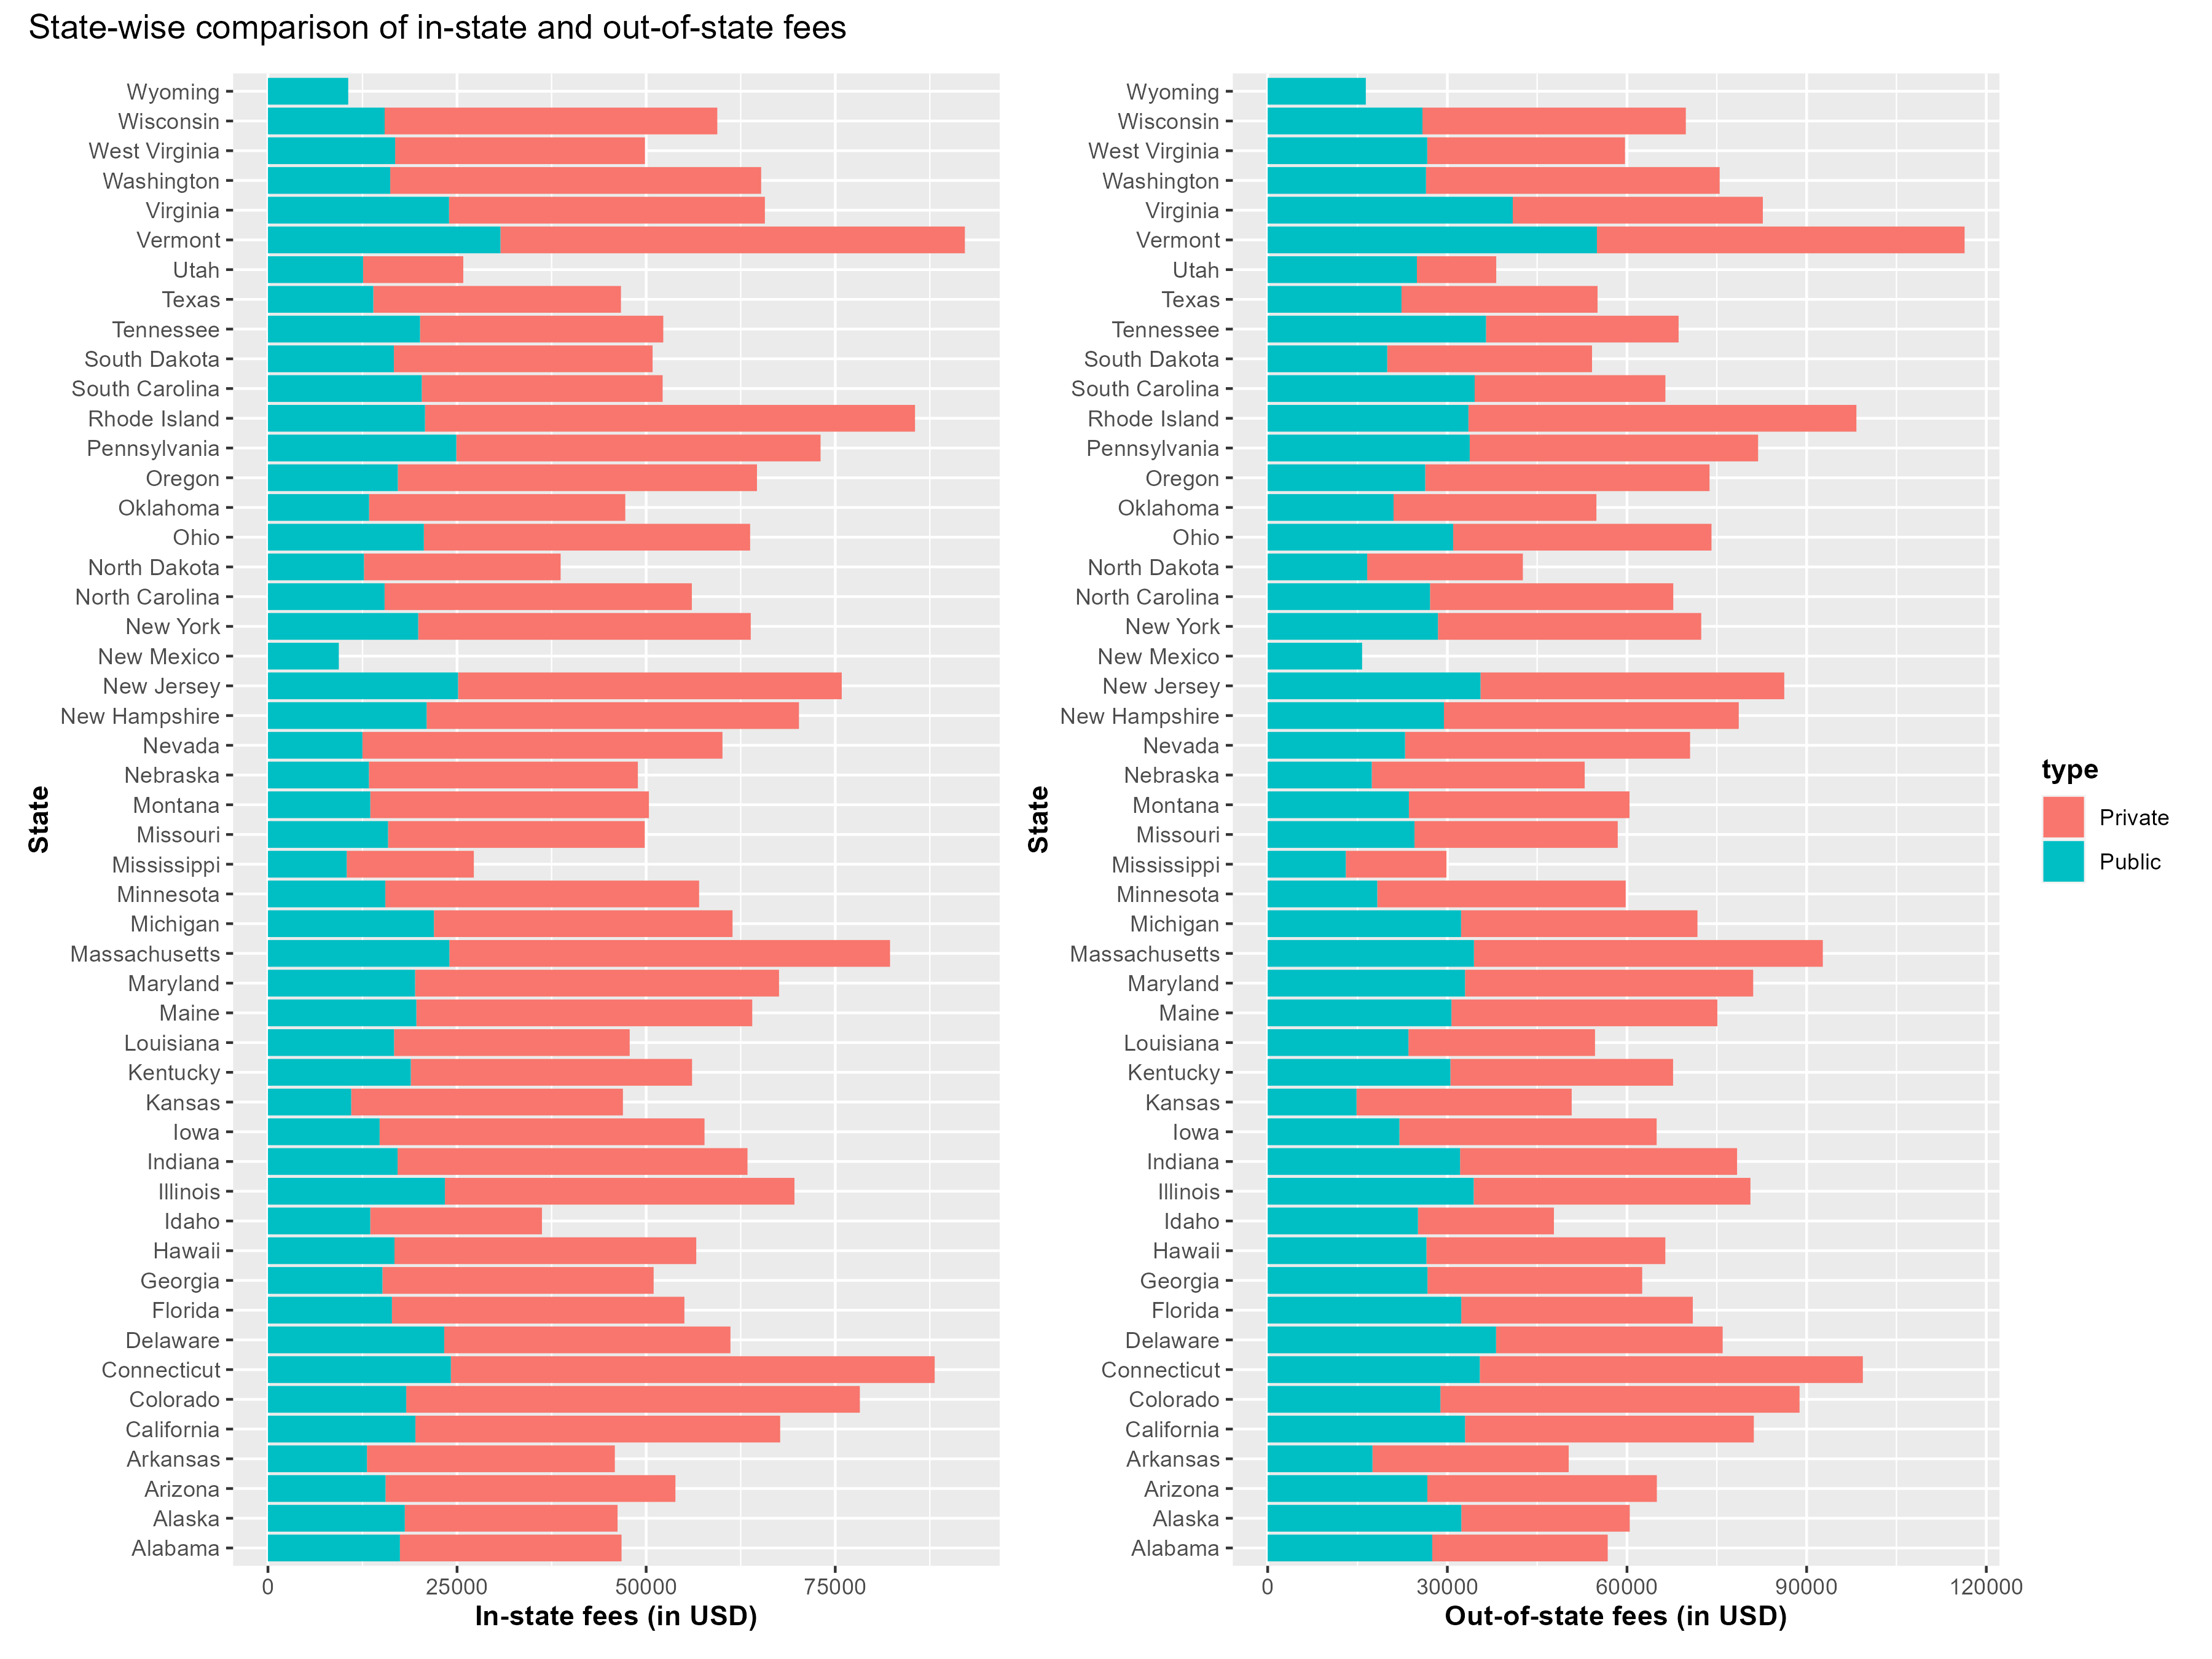 State-wise comparison of in-state and out-of-state fees
State
Wyoming
Wisconsin
West Virginia
Washington
Virginia
Vermont
Utah
Texas
Tennessee
South Dakota
South Carolina
Rhode Island
Pennsylvania
Oregon
Oklahoma
Ohio
North Dakota
North Carolina
New York
New Mexico
New Jersey
New Hampshire
Nevada
Nebraska
Montana
Missouri
Mississippi
Minnesota
Michigan
Massachusetts
Maryland
Maine
Louisiana
Kentucky
Kansas
Iowa
Indiana
Illinois
Idaho
Hawaii
Georgia
Florida
Delaware
Connecticut
Colorado
California
Arkansas
Arizona
Alaska
Alabama
0 25000 50000 75000
In-state fees (in USD)
State
Wyoming
Wisconsin
West Virginia
Washington
Virginia
Vermont
Utah
Texas
Tennessee
South Dakota
South Carolina
Rhode Island
Pennsylvania
Oregon
Oklahoma
Ohio
North Dakota
North Carolina
New York
New Mexico
New Jersey
New Hampshire
Nevada
Nebraska
Montana
Missouri
Mississippi
Minnesota
Michigan
Massachusetts
Maryland
Maine
Louisiana
Kentucky
Kansas
Iowa
Indiana
Illinois
Idaho
Hawaii
Georgia
Florida
Delaware
Connecticut
Colorado
California
Arkansas
Arizona
Alaska
Alabama
0 30000 60000 90000 120000
Out-of-state fees (in USD)
type
Private
Public